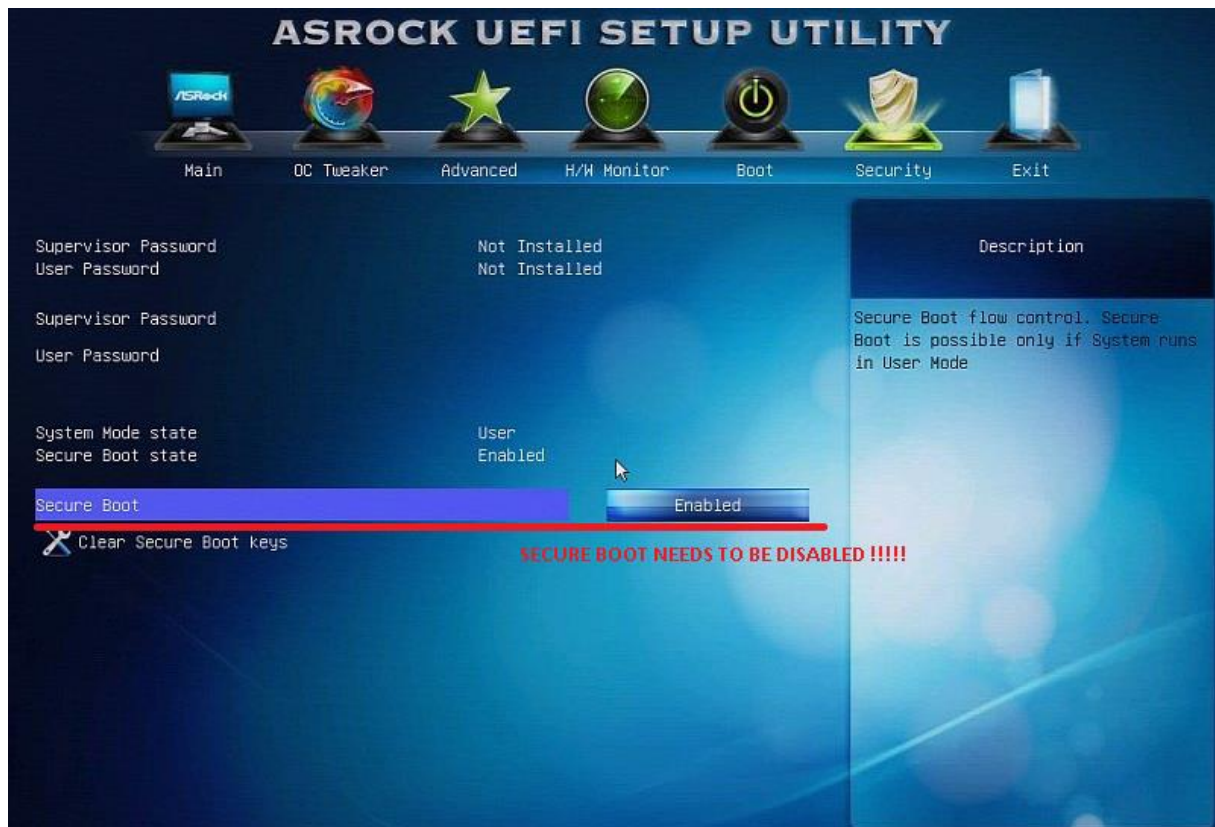 ASROCK UEFI SETUP UTILITY
ASRock
Main OC Tweaker Advanced H/W Monitor Boot Security Exit
Supervisor Password Not Installed
User Password Not Installed
Supervisor Password
User Password
System Mode state User
Secure Boot state Enabled
Secure Boot Enabled
Clear Secure Boot keys
SECURE BOOT NEEDS TO BE DISABLED !!!!!
Description
Secure Boot flow control. Secure
Boot is possible only if System runs
in User Mode